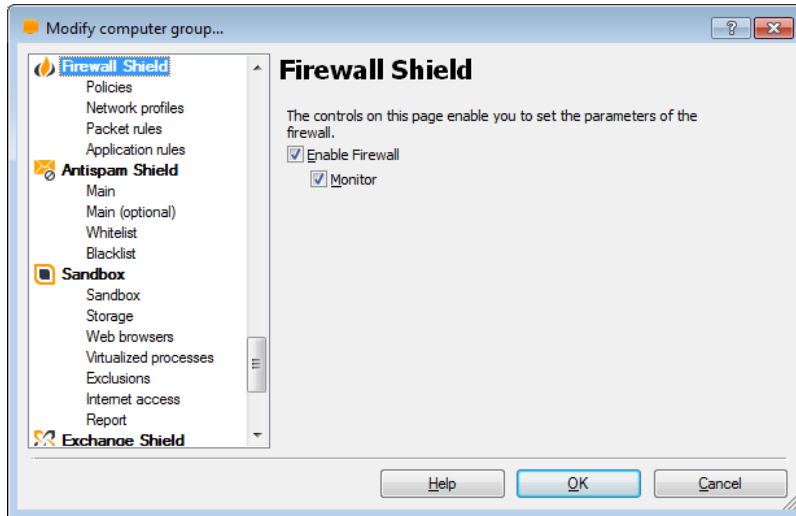 Modify computer group...
Firewall Shield
Policies
Network profiles
Packet rules
Application rules
Antispam Shield
Main
Main (optional)
Whitelist
Blacklist
Sandbox
Sandbox
Storage
Web browsers
Virtualized processes
Exclusions
Internet access
Report
Exchange Shield
Firewall Shield
The controls on this page enable you to set the parameters of the
firewall.
Enable Firewall
Monitor
Help
OK
Cancel